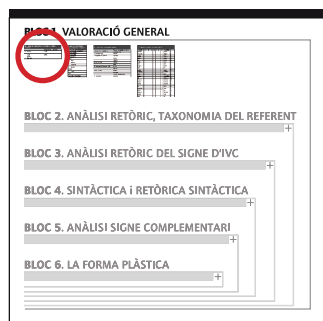 BLOC 1. VALORACIÓ GENERAL
BLOC 2. ANÀLISI RETÒRIC, TAXONOMIA DEL REFERENT
+
BLOC 3. ANÀLISI RETÒRIC DEL SIGNE D'IVC
+
BLOC 4. SINTÀCTICA i RETÒRICA SINTÀCTICA
+
BLOC 5. ANÀLISI SIGNE COMPLEMENTARI
+
BLOC 6. LA FORMA PLÀSTICA
+